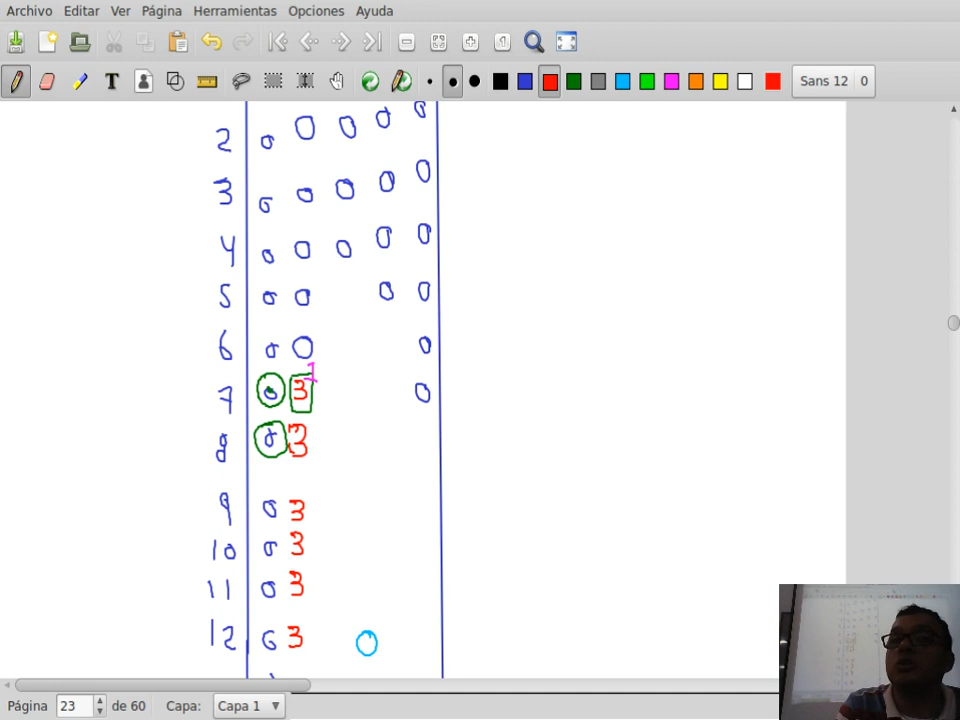 Archivo Editar Ver Página Herramientas Opciones Ayuda
T Sans 12 0
2 0 0 0 0 0
3 0 0 0 0 0
4 0 0 0 0 0
5 0 0 0 0
6 0 0 0
1
7 0 3 0
8 0 3
9 0 3
10 0 3
11 0 3
12 0 3 0
Página 23 de 60 Capa: Capa 1